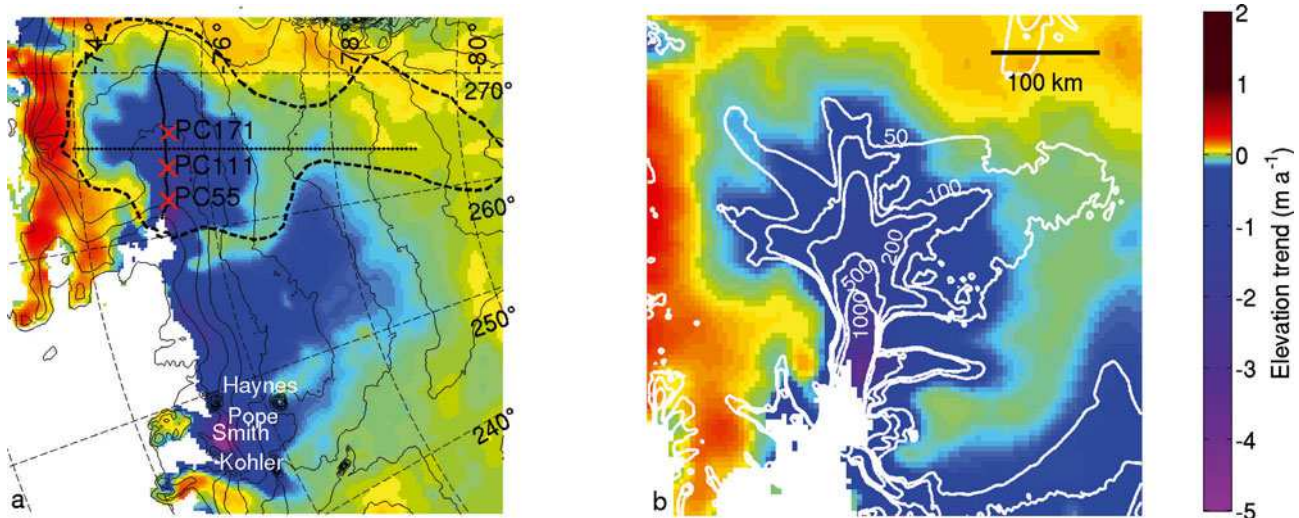 -74°
-76°
-78°
-80°
270°
260°
250°
240°
PC171
PC111
PC55
Haynes
Pope
Smith
Kohler
a
100 km
50
100
200
500
1000
b
2
1
0
-1
-2
-3
-4
-5
Elevation trend (m a⁻¹)